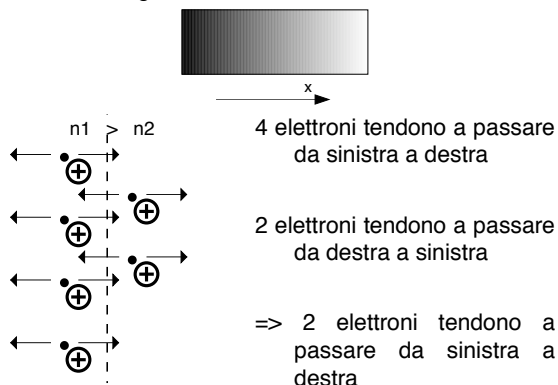 x
n1 > n2
4 elettroni tendono a passare
da sinistra a destra
2 elettroni tendono a passare
da destra a sinistra
=> 2 elettroni tendono a
passare da sinistra a
destra
+
+
+
+
+
+